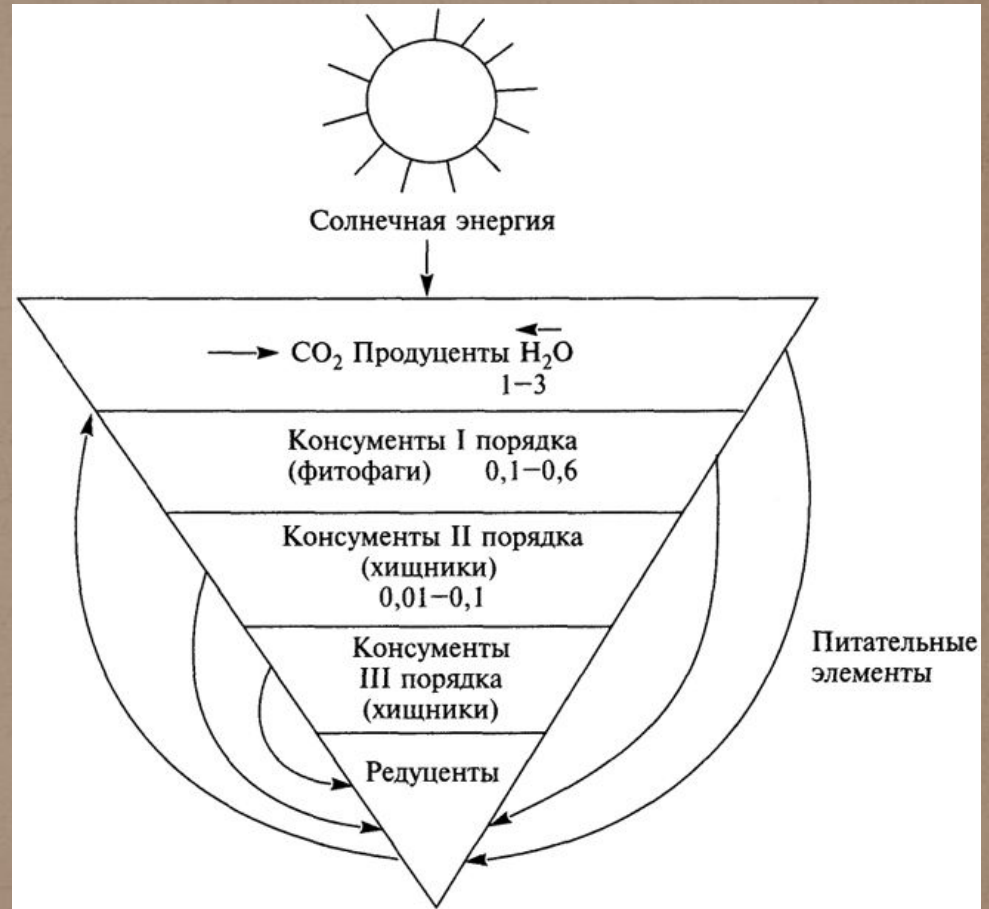 Солнечная энергия
CO₂ Продуценты H₂O
1−3
Консументы I порядка
(фитофаги) 0,1−0,6
Консументы II порядка
(хищники)
0,01−0,1
Консументы
III порядка
(хищники)
Питательные
элементы
Редуценты